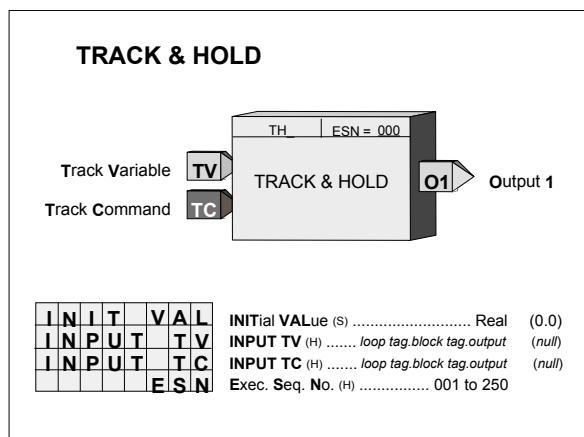 TRACK & HOLD
TH_ ESN = 000
Track Variable TV
TRACK & HOLD
O1 Output 1
Track Command TC
INIT VAL INITial VALue (S) ........................... Real (0.0)
INPUT TV INPUT TV (H) ....... loop tag.block tag.output (null)
INPUT TC INPUT TC (H) ....... loop tag.block tag.output (null)
ESN Exec. Seq. No. (H) ................ 001 to 250